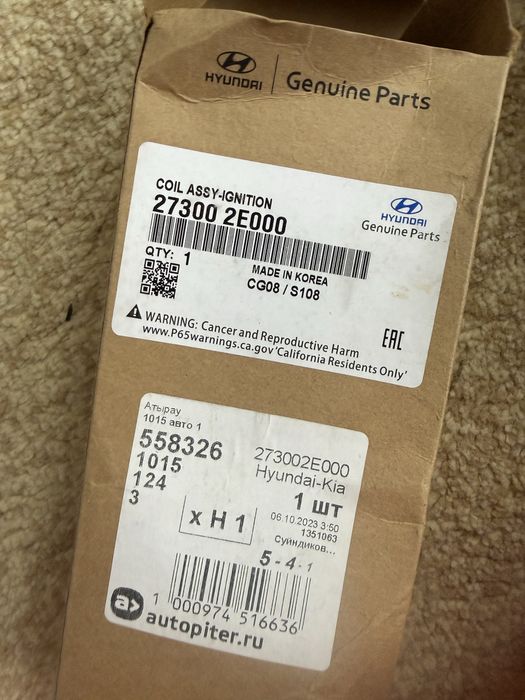 HYUNDAI
Genuine Parts
COIL ASSY-IGNITION
27300 2E000
HYUNDAI
Genuine Parts
QTY: 1
MADE IN KOREA
CG08 / S108
EAC
WARNING: Cancer and Reproductive Harm
www.P65warnings.ca.gov 'California Residents Only'
Атырау
1015 авто 1
558326
1015
124
3
273002E000
Hyundai-Kia
1 шт
06.10.2023 3:50
1351063
Суйндиков...
x H 1
5-4-1
1 000974 516636
a>
autopiter.ru